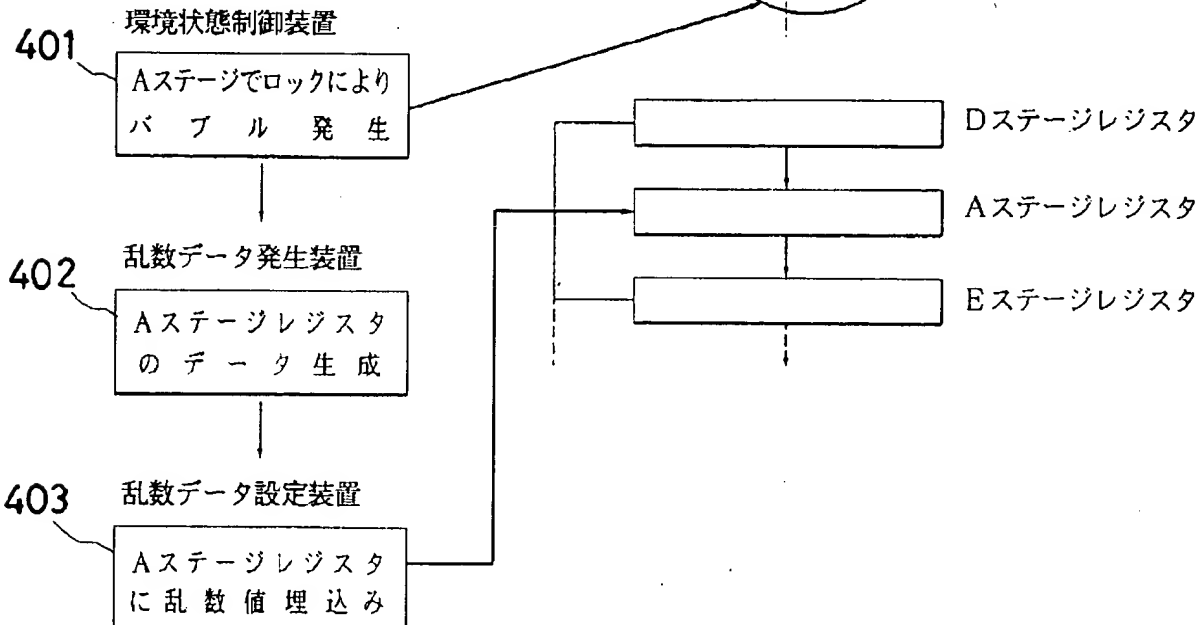 環境状態制御装置
401
Aステージでロックにより
バブル発生
乱数データ発生装置
402
Aステージレジスタ
のデータ生成
乱数データ設定装置
403
Aステージレジスタ
に乱数値埋込み
Dステージレジスタ
Aステージレジスタ
Eステージレジスタ